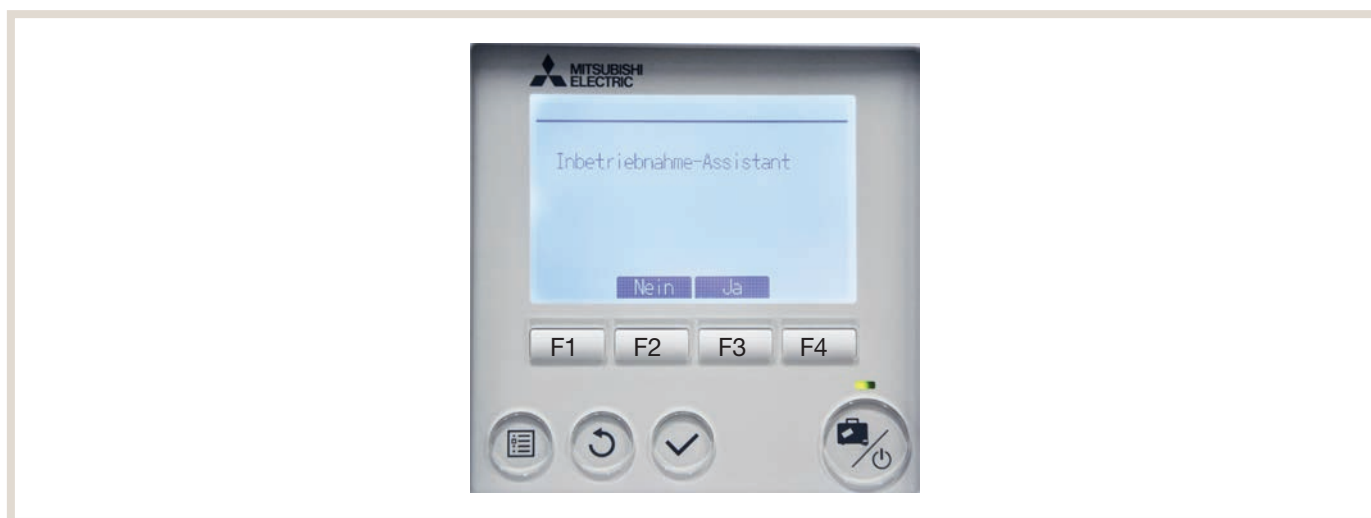 MITSUBISHI
ELECTRIC
Inbetriebnahme-Assistant
Nein Ja
F1 F2 F3 F4